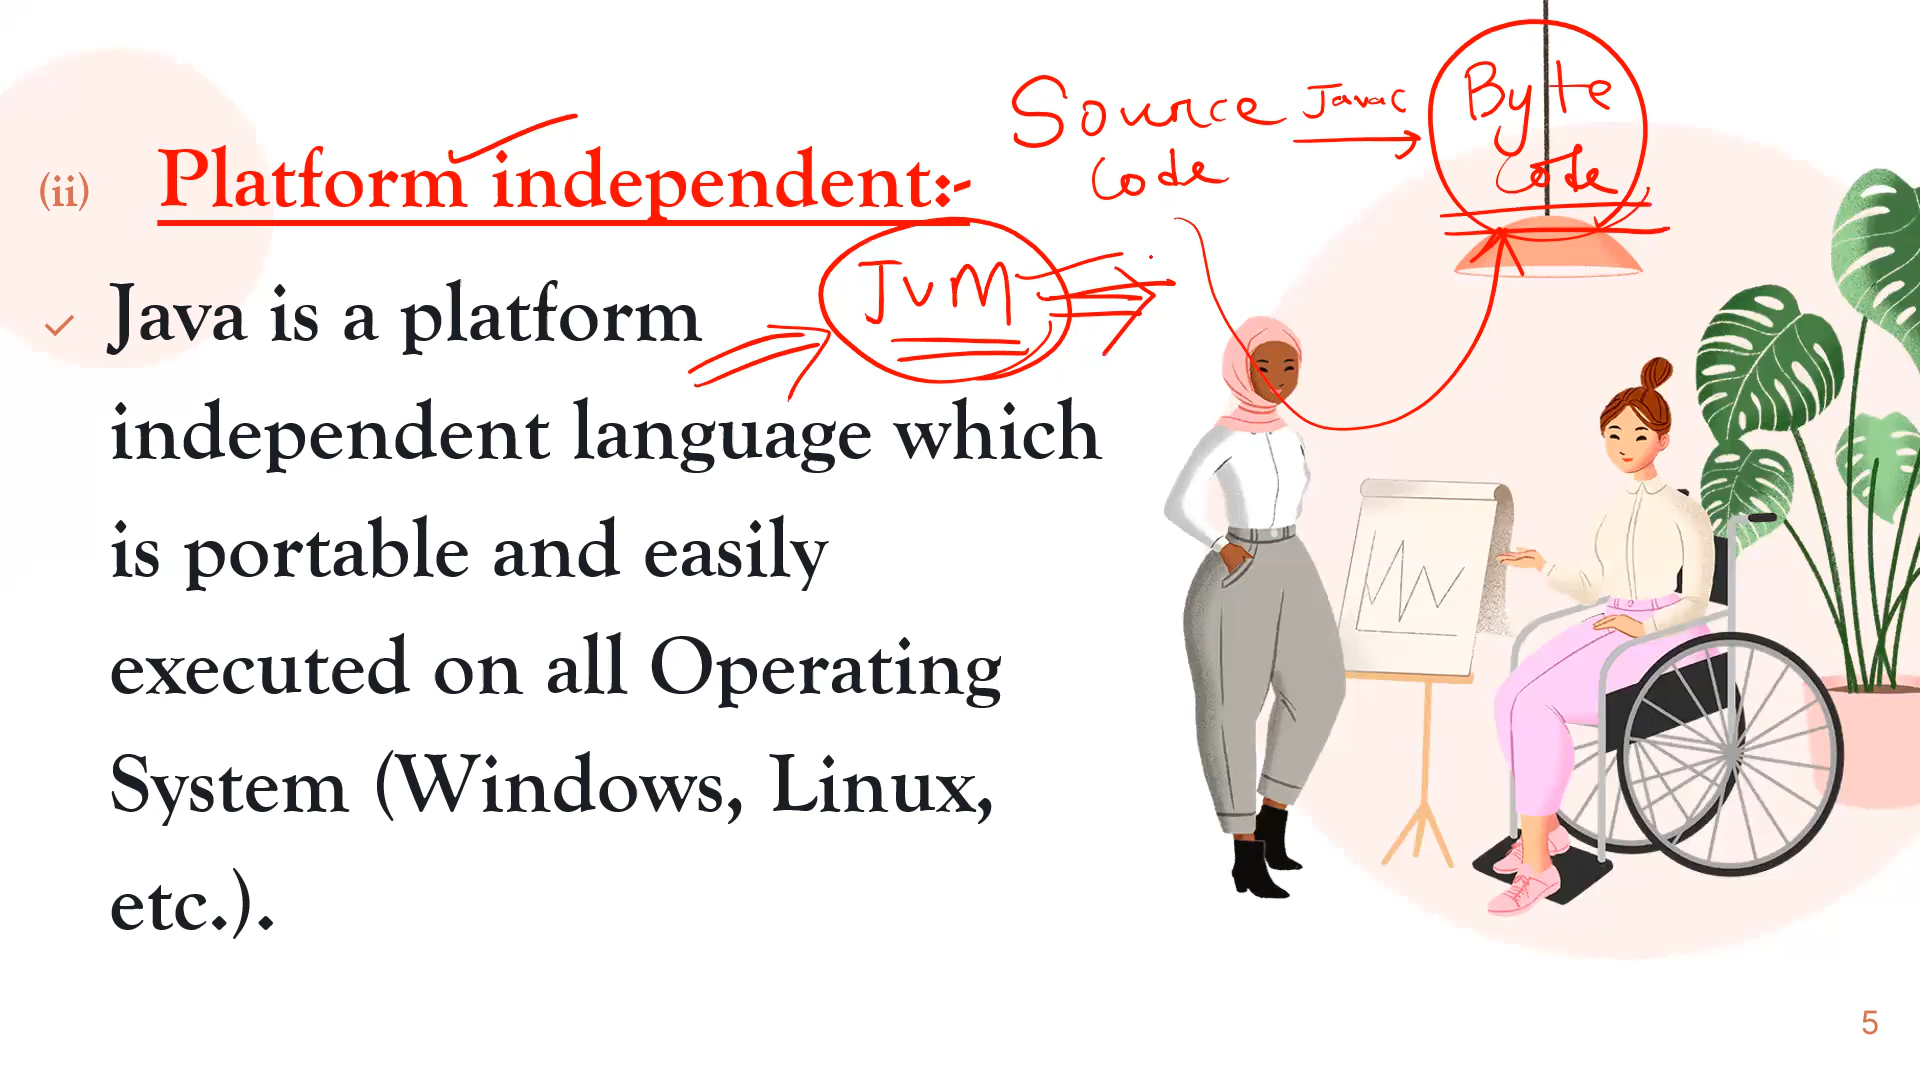 Source Javac Byte
Code Code
(ii) Platform independent:-
JVM
Java is a platform
independent language which
is portable and easily
executed on all Operating
System (Windows, Linux,
etc.).
5